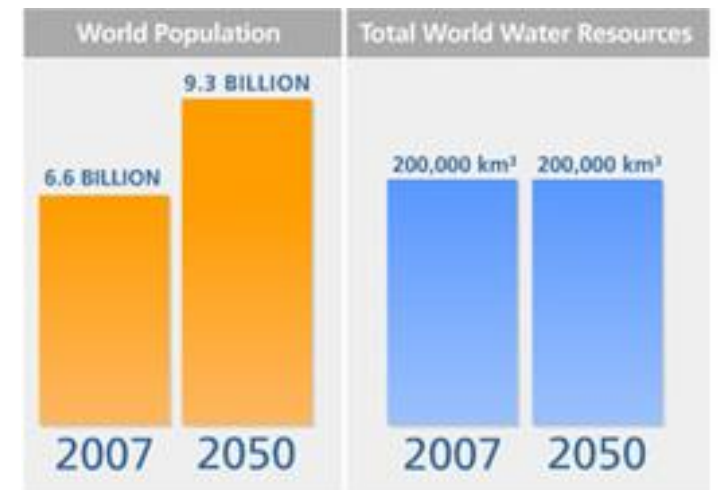 World Population
9.3 BILLION
6.6 BILLION
2007 2050
Total World Water Resources
200,000 km³ 200,000 km³
2007 2050